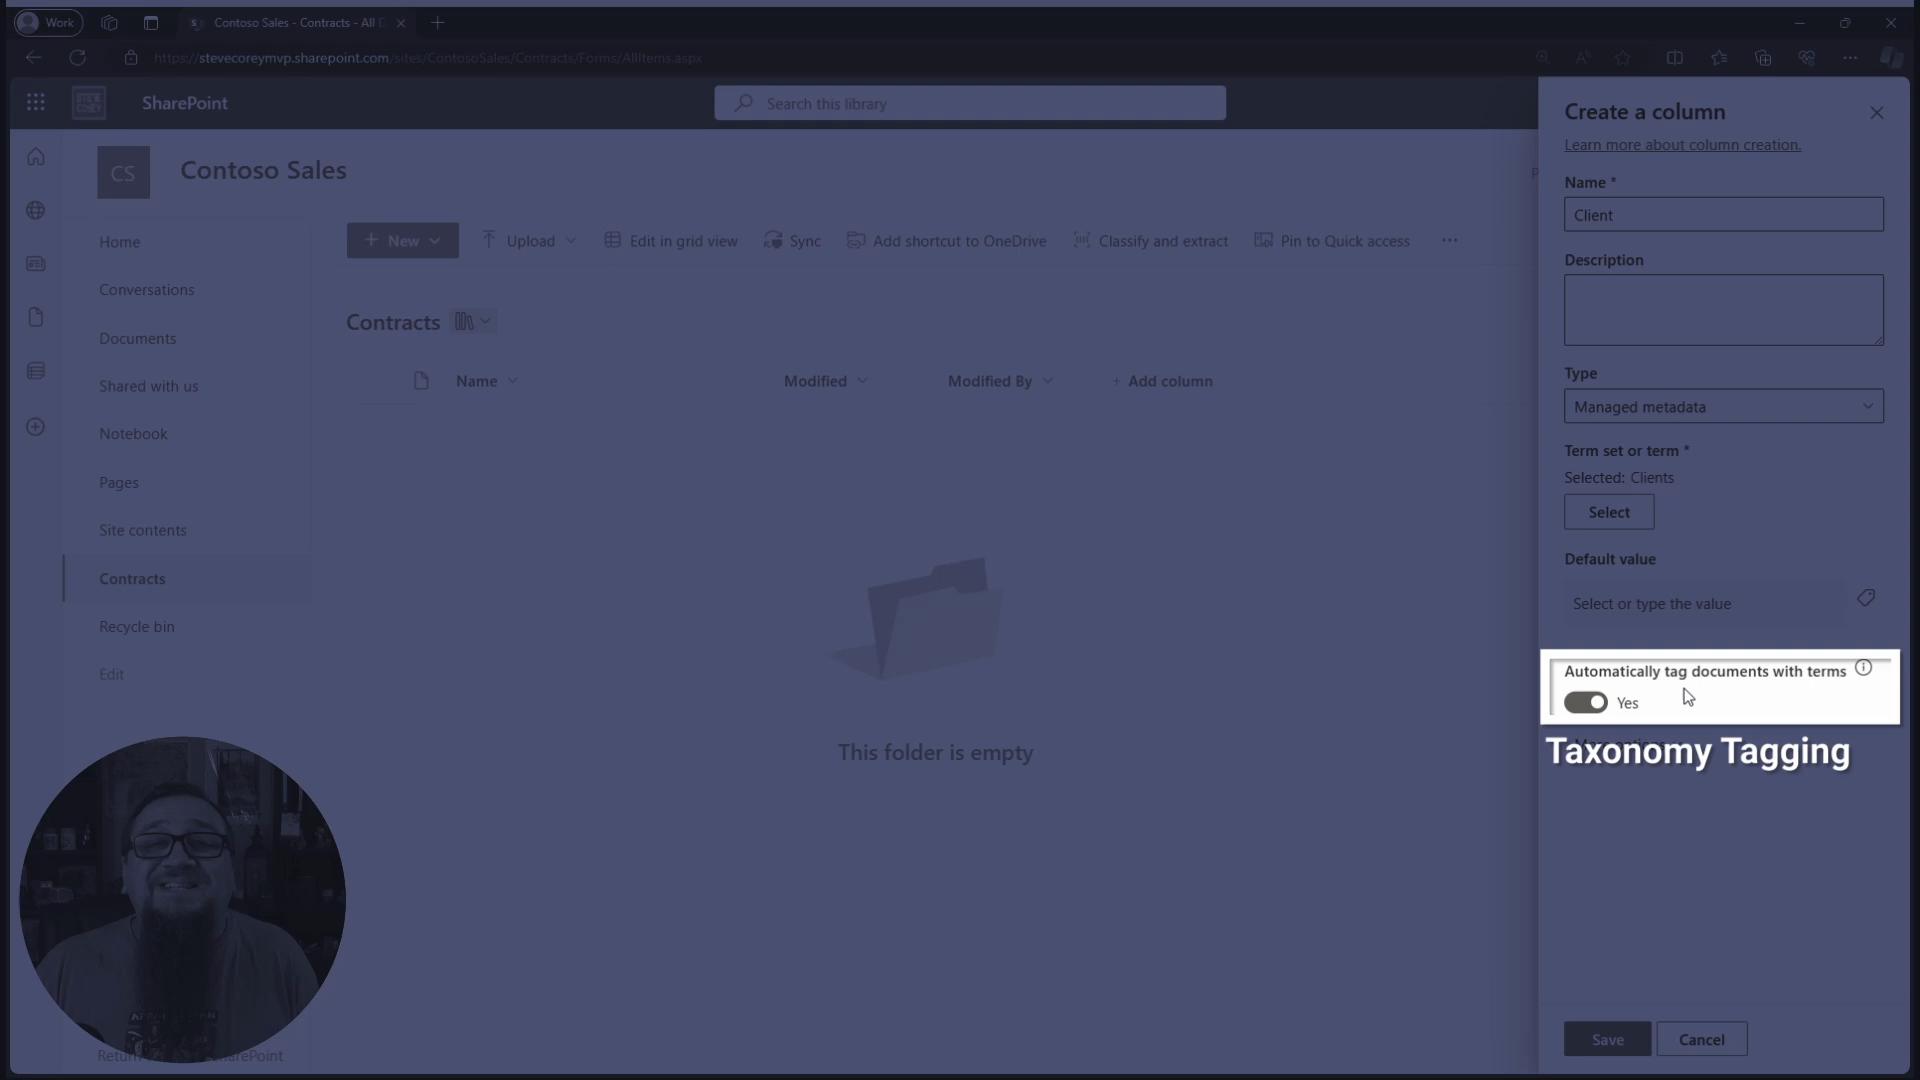 Work
Contoso Sales - Contracts - All D
https://stevecoreymvp.sharepoint.com/sites/ContosoSales/Contracts/Forms/AllItems.aspx
SharePoint
Search this library
CS
Contoso Sales
Home
Conversations
Documents
Shared with us
Notebook
Pages
Site contents
Contracts
Recycle bin
Edit
+ New
Upload
Edit in grid view
Sync
Add shortcut to OneDrive
Classify and extract
Pin to Quick access
...
Contracts
Name
Modified
Modified By
+ Add column
This folder is empty
Create a column
Learn more about column creation.
Name *
Client
Description
Type
Managed metadata
Term set or term *
Selected: Clients
Select
Default value
Select or type the value
Automatically tag documents with terms
Yes
Taxonomy Tagging
Save
Cancel